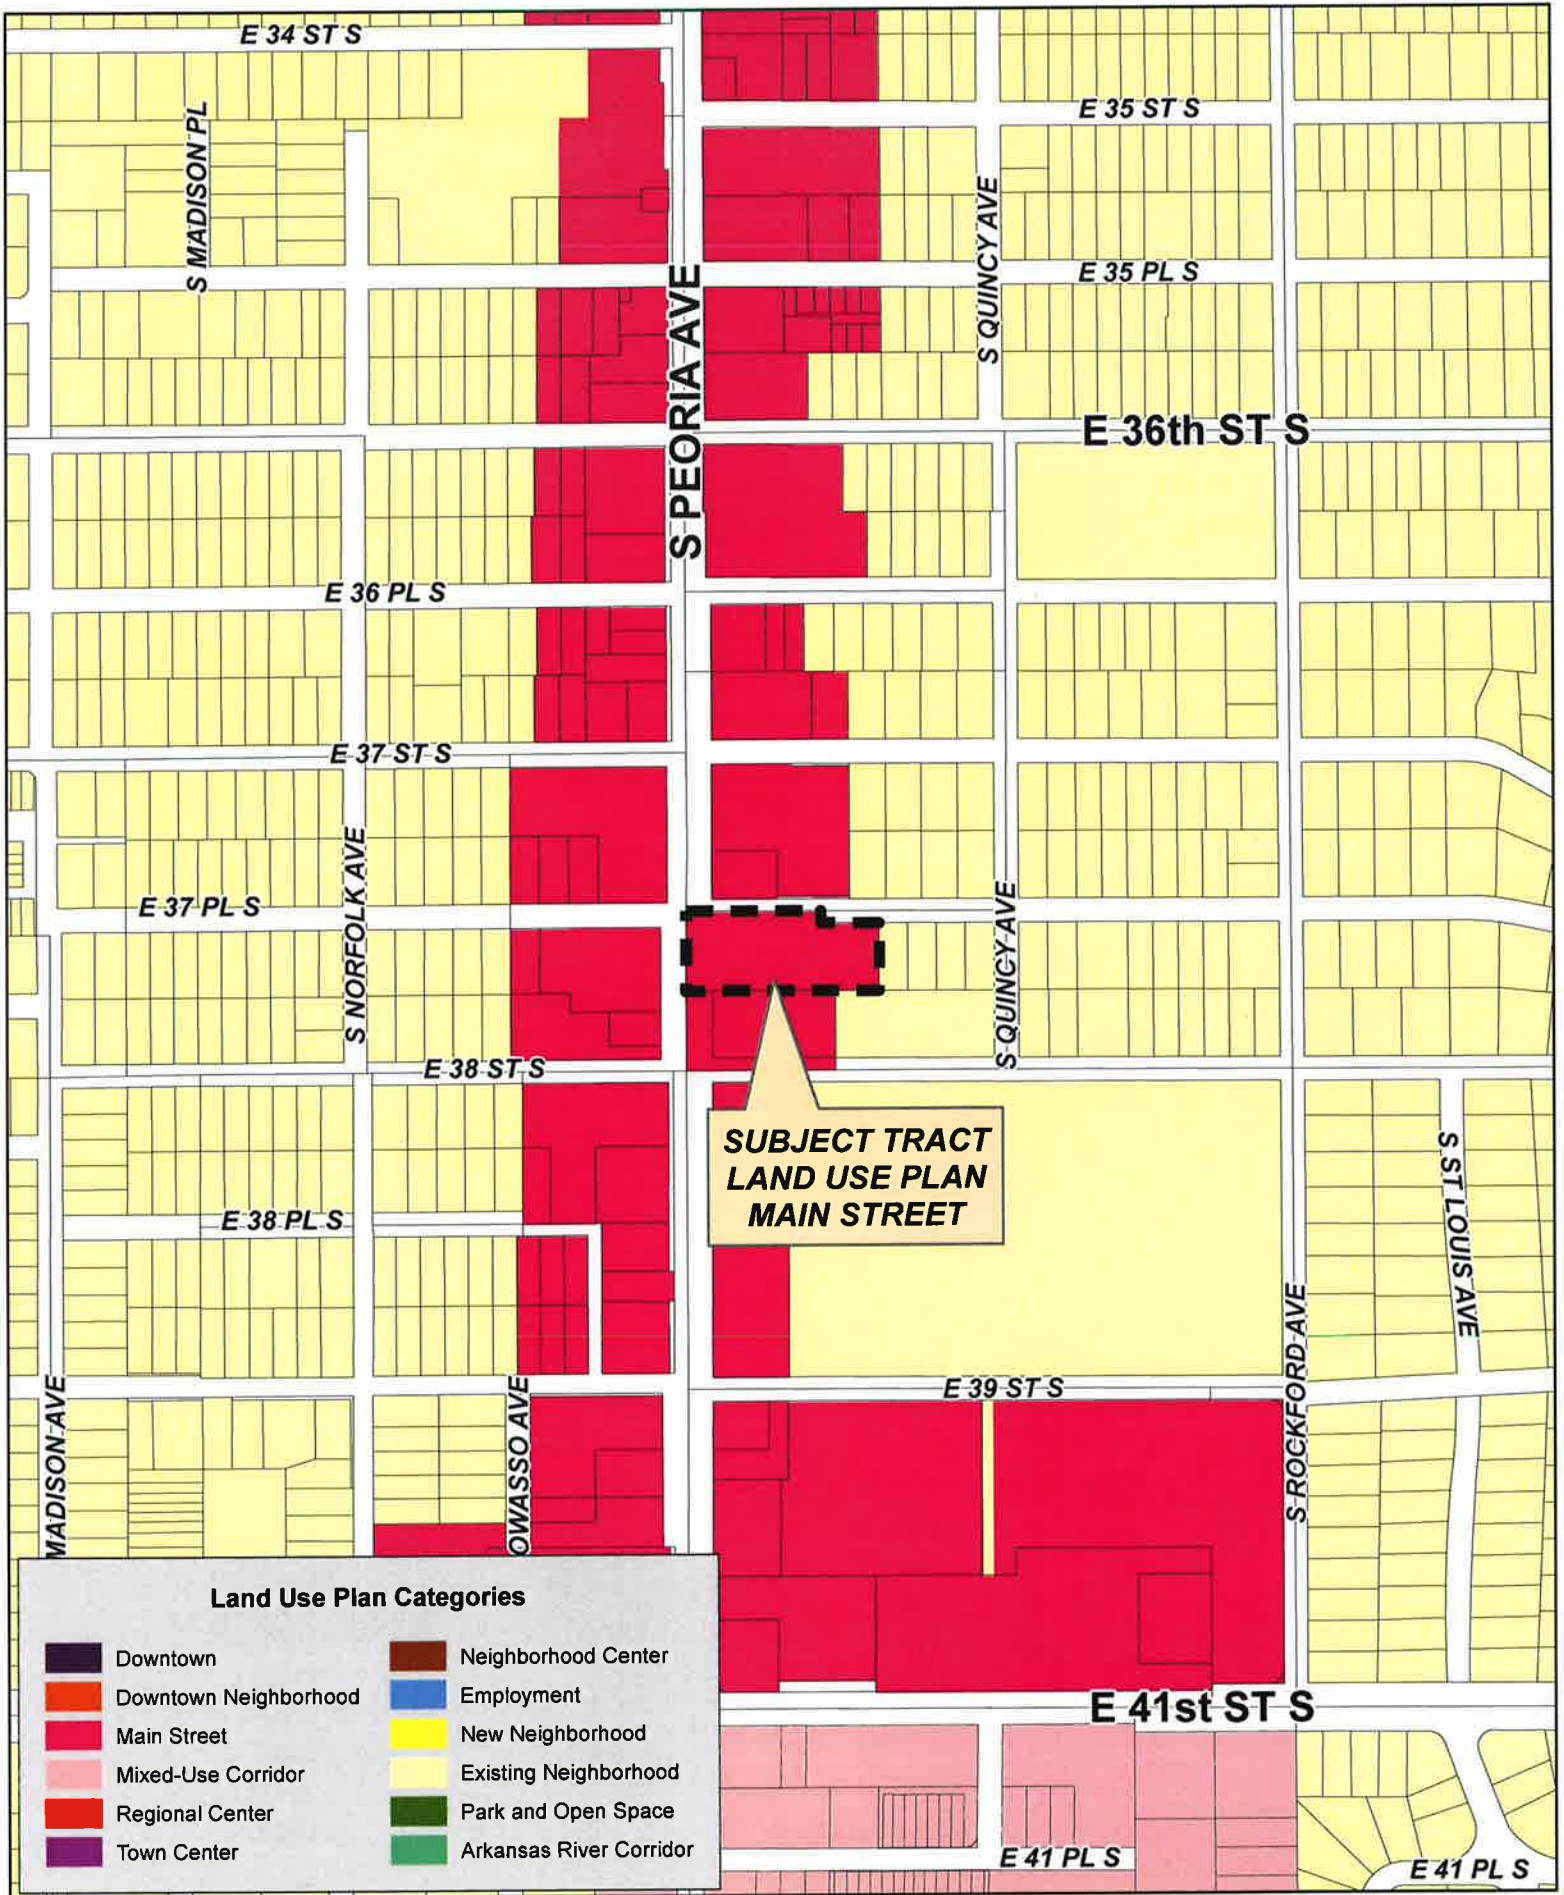 E 34 ST S
E 35 ST S
S MADISON PL
S QUINCY AVE
E 35 PL S
S PEORIA AVE
E 36th ST S
E 36 PL S
E 37 ST S
S NORFOLK AVE
E 37 PL S
S QUINCY AVE
E 38 ST S
SUBJECT TRACT
LAND USE PLAN
MAIN STREET
S ST LOUIS AVE
E 38 PL S
S ROCKFORD AVE
MADISON AVE
OWASSO AVE
E 39 ST S
Land Use Plan Categories
Downtown
Downtown Neighborhood
Main Street
Mixed-Use Corridor
Regional Center
Town Center
Neighborhood Center
Employment
New Neighborhood
Existing Neighborhood
Park and Open Space
Arkansas River Corridor
E 41st ST S
E 41 PL S
E 41 PL S